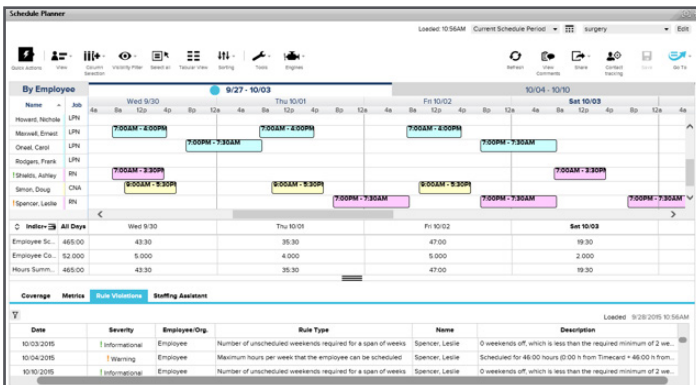 Schedule Planner
Loaded: 10:56AM Current Schedule Period surgery Edit
Quick Actions View Column Selection Visibility Filter Select all Tabular View Sorting Tools Engines Refresh View Comments Share Contact tracking Save Go To
By Employee 9/27 - 10/03 10/04 - 10/10
Name Job Wed 9/30 Thu 10/01 Fri 10/02 Sat 10/03
4a 8a 12p 4p 8p 12a 4a 8a 12p 4p 8p 12a 4a 8a 12p 4p 8p 12a 4a 8a 12p 4p 8p 12a 4a
Howard, Nichole LPN
Maxwell, Ernest LPN 7:00AM - 4:00PM 7:00AM - 4:00PM 7:00AM - 4:00PM
Oneal, Carol LPN 7:00PM - 7:30AM 7:00PM - 7:30AM
Rodgers, Frank LPN
! Shields, Ashley RN 7:00AM - 3:30PM 7:00AM - 3:30PM
Simon, Doug CNA 9:00AM - 5:30PM 9:00AM - 5:30PM 9:00AM - 5:30PM
! Spencer, Leslie RN 7:00PM - 7:30AM 7:00PM - 7:30AM 7:00PM - 7:30AM
Indicr All Days Wed 9/30 Thu 10/01 Fri 10/02 Sat 10/03
Employee Sc... 465:00 43:30 35:30 47:00 19:30
Employee Co... 52.000 5.000 4.000 5.000 2.000
Hours Summ... 465:00 43:30 35:30 47:00 19:30
Coverage Metrics Rule Violations Staffing Assistant
Loaded 9/28/2015 10:56AM
Date Severity Employee/Org. Rule Type Name Description
10/03/2015 ! Informational Employee Number of unscheduled weekends required for a span of weeks Spencer, Leslie 0 weekends off, which is less than the required minimum of 2 we...
10/04/2015 ! Warning Employee Maximum hours per week that the employee can be scheduled Spencer, Leslie Scheduled for 46:00 hours (0:00 h from Timecard + 46:00 h from...
10/10/2015 ! Informational Employee Number of unscheduled weekends required for a span of weeks Spencer, Leslie 0 weekends off, which is less than the required minimum of 2 we...